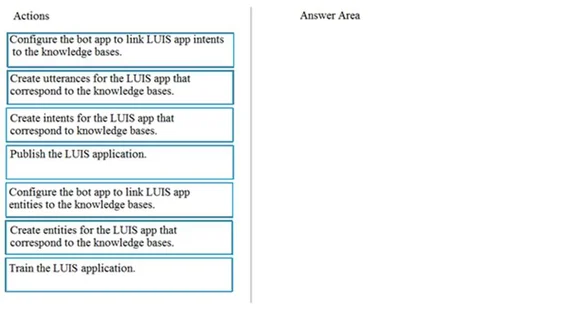 Actions
Answer Area
Configure the bot app to link LUIS app intents
to the knowledge bases.
Create utterances for the LUIS app that
correspond to the knowledge bases.
Create intents for the LUIS app that
correspond to knowledge bases.
Publish the LUIS application.
Configure the bot app to link LUIS app
entities to the knowledge bases.
Create entities for the LUIS app that
correspond to the knowledge bases.
Train the LUIS application.